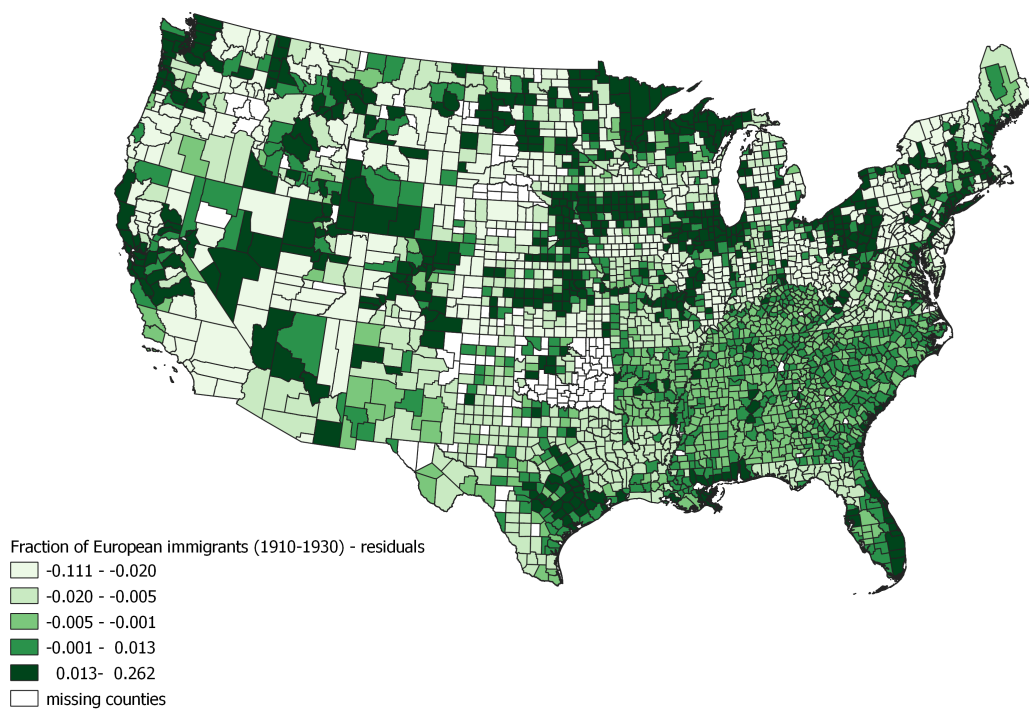 Fraction of European immigrants (1910-1930) - residuals
-0.111 - -0.020
-0.020 - -0.005
-0.005 - -0.001
-0.001 - 0.013
0.013- 0.262
missing counties